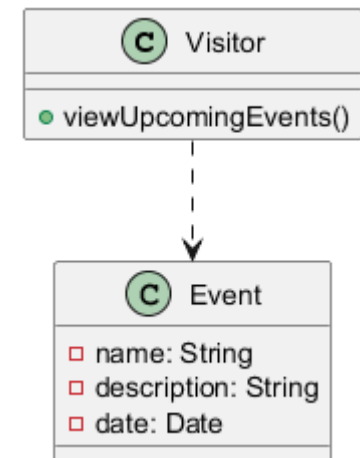 C Visitor
viewUpcomingEvents()
C Event
name: String
description: String
date: Date